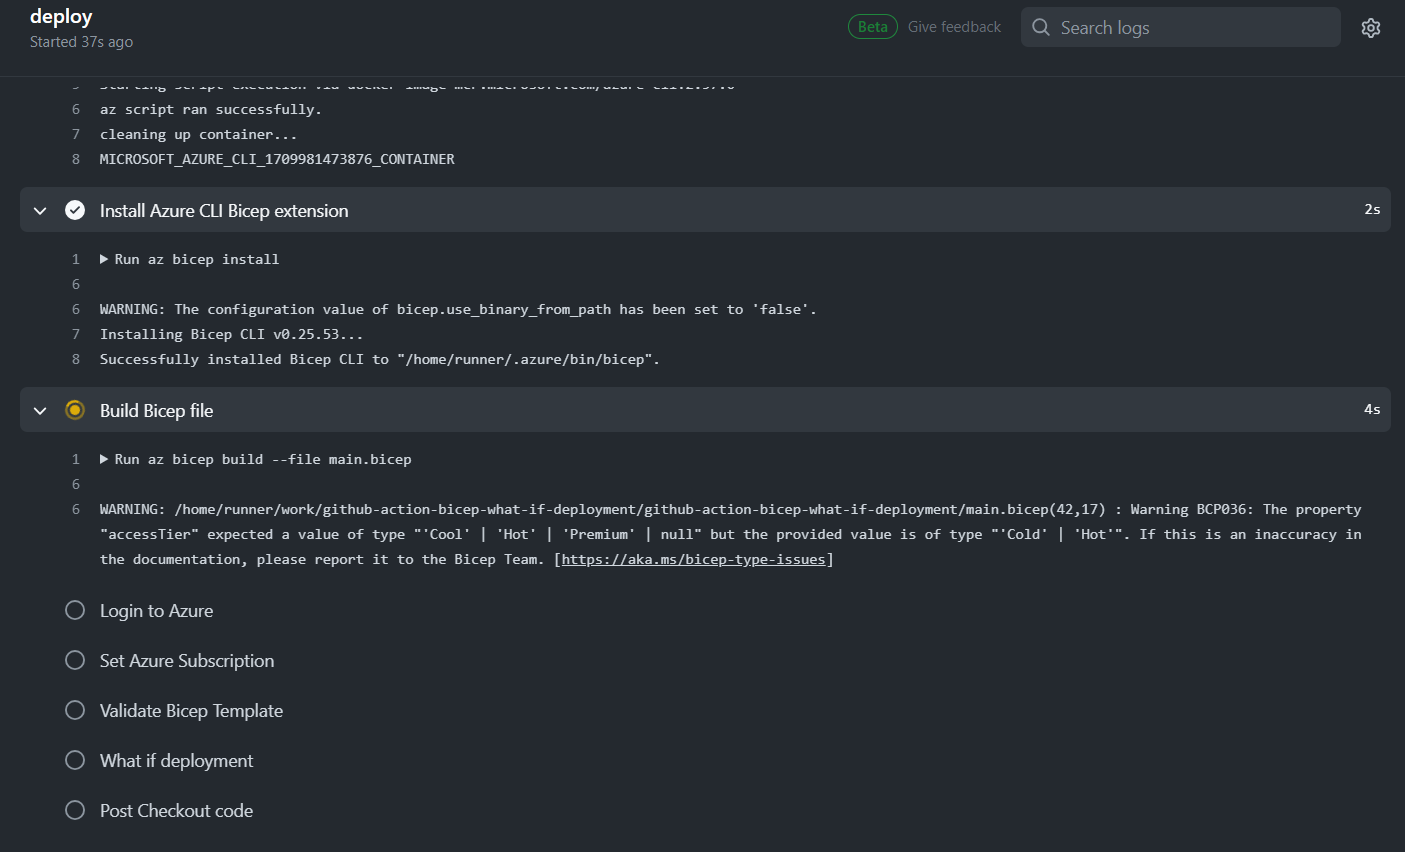 deploy
Started 37s ago
Beta Give feedback
Search logs
6 az script ran successfully.
7 cleaning up container...
8 MICROSOFT_AZURE_CLI_1709981473876_CONTAINER
Install Azure CLI Bicep extension 2s
1 Run az bicep install
6
6 WARNING: The configuration value of bicep.use_binary_from_path has been set to 'false'.
7 Installing Bicep CLI v0.25.53...
8 Successfully installed Bicep CLI to "/home/runner/.azure/bin/bicep".
Build Bicep file 4s
1 Run az bicep build --file main.bicep
6
6 WARNING: /home/runner/work/github-action-bicep-what-if-deployment/github-action-bicep-what-if-deployment/main.bicep(42,17) : Warning BCP036: The property
"accessTier" expected a value of type "'Cool' | 'Hot' | 'Premium' | null" but the provided value is of type "'Cold' | 'Hot'". If this is an inaccuracy in
the documentation, please report it to the Bicep Team. [https://aka.ms/bicep-type-issues]
Login to Azure
Set Azure Subscription
Validate Bicep Template
What if deployment
Post Checkout code